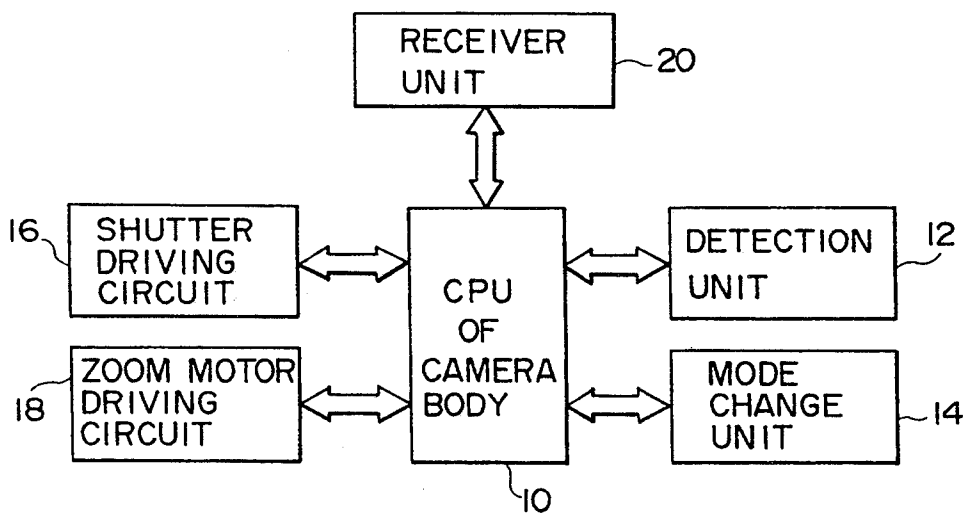 RECEIVER
UNIT
20
16
SHUTTER
DRIVING
CIRCUIT
CPU
OF
CAMERA
BODY
DETECTION
UNIT
12
18
ZOOM MOTOR
DRIVING
CIRCUIT
MODE
CHANGE
UNIT
14
10